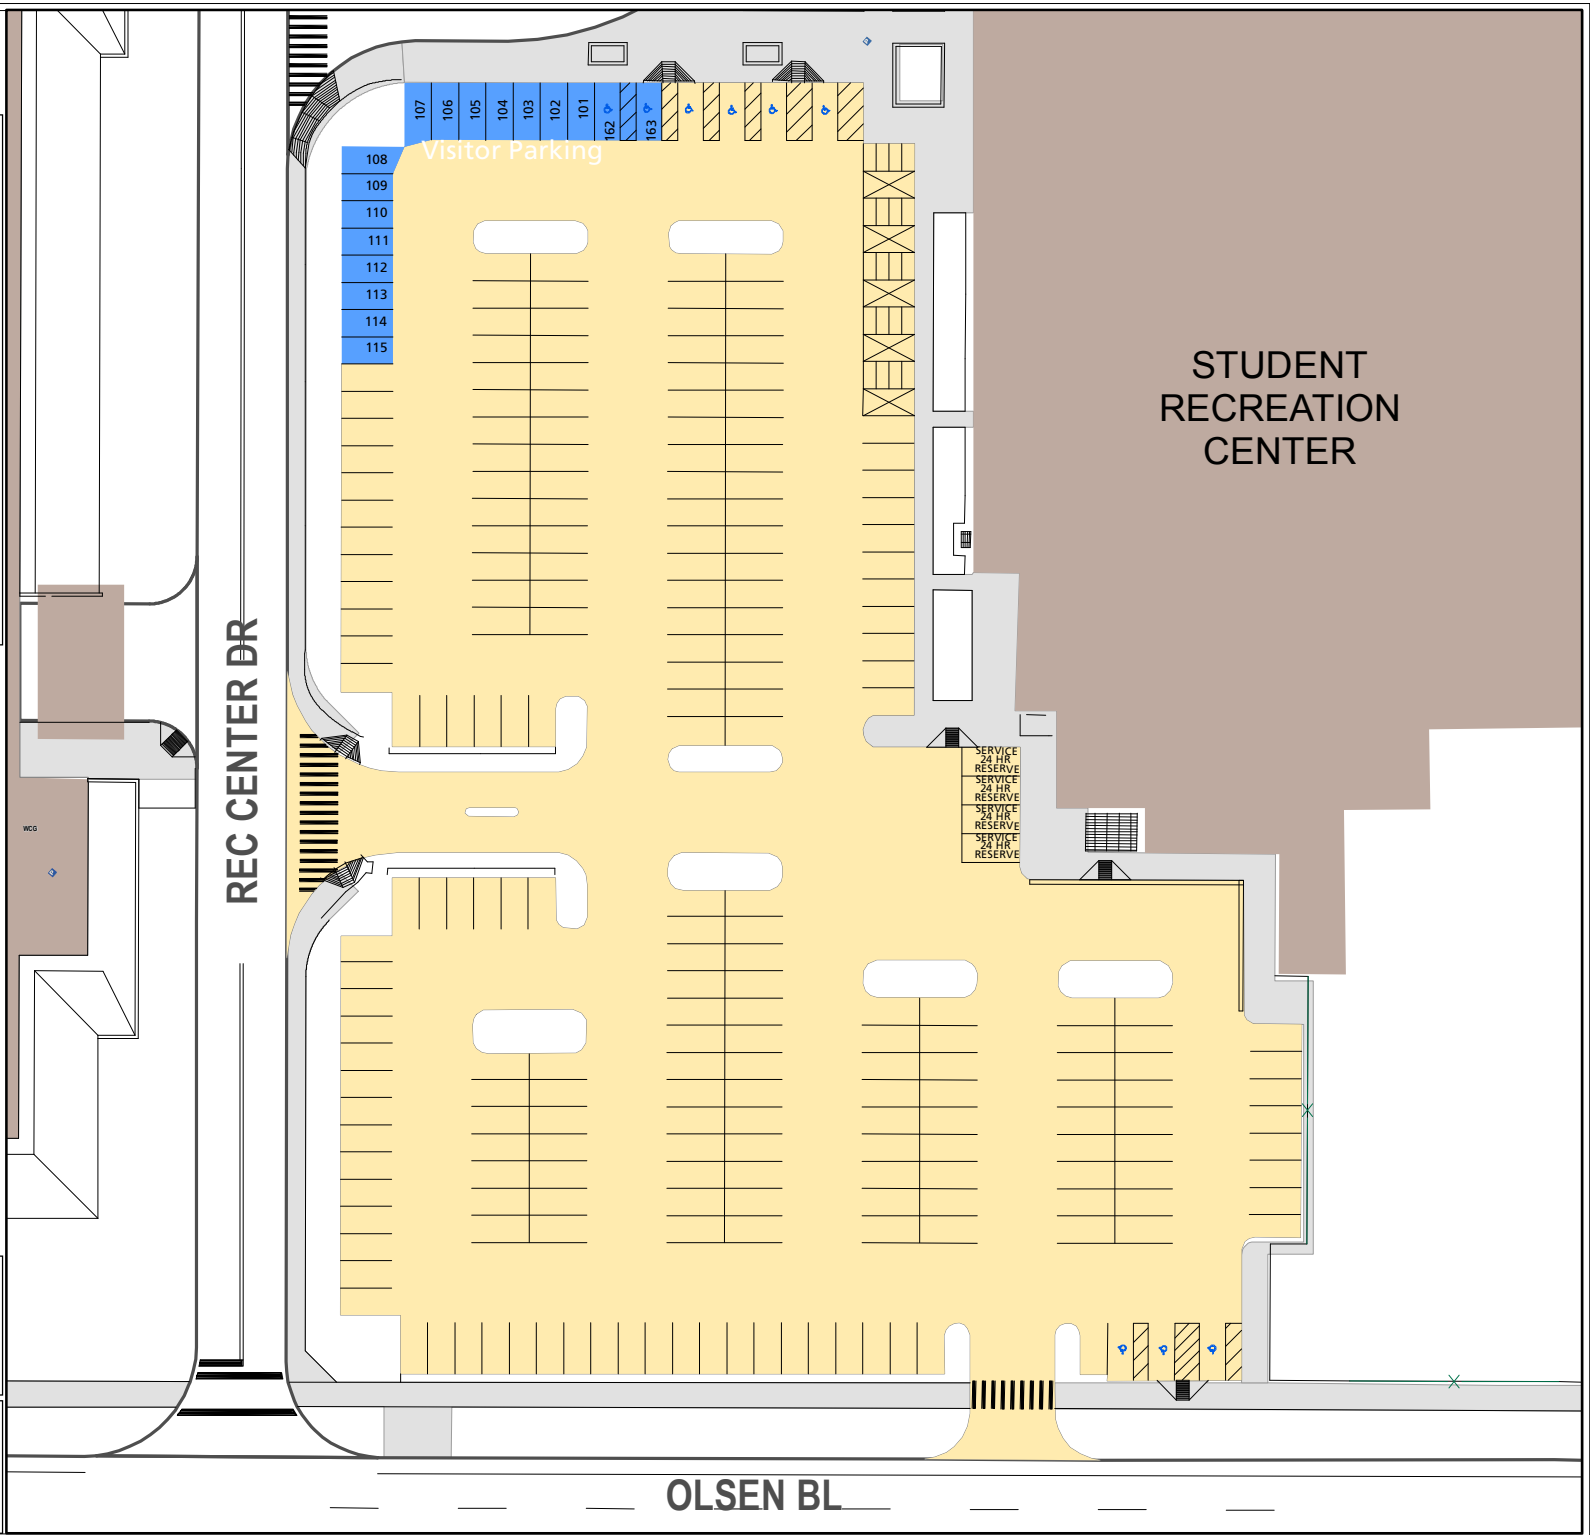 107 106 105 104 103 102 101 162 163
Visitor Parking
108
109
110
111
112
113
114
115
STUDENT
RECREATION
CENTER
REC CENTER DR
SERVICE
24 HR
RESERVE
SERVICE
24 HR
RESERVE
SERVICE
24 HR
RESERVE
SERVICE
24 HR
RESERVE
WCG
OLSEN BL